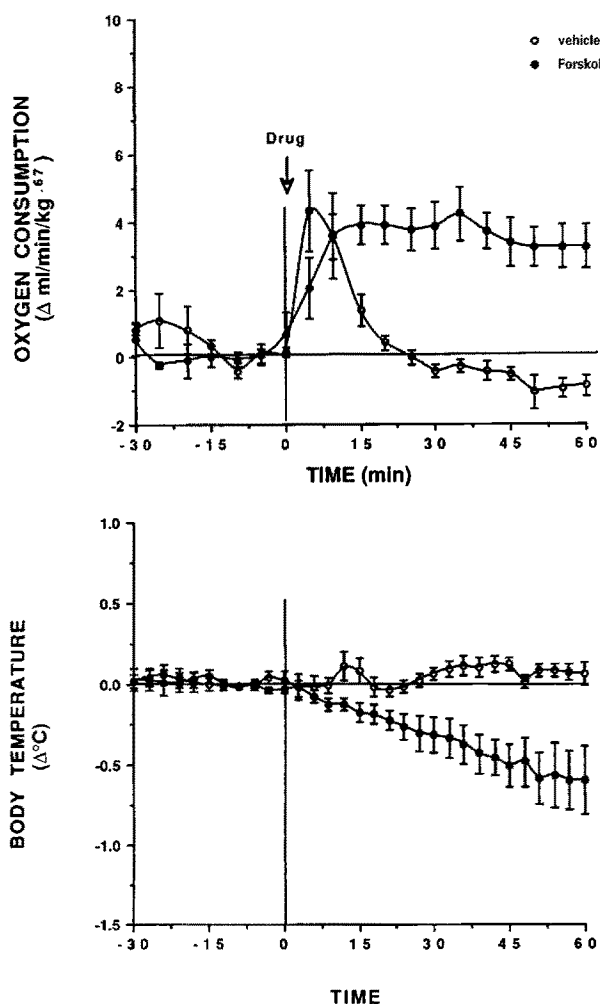 10
vehicle
Forskol
8
Drug
6
4
2
0
-2
OXYGEN CONSUMPTION
(Δ ml/min/kg .67
)
-30 -15 0 15 30 45 60
TIME (min)
1.0
0.5
0.0
-0.5
-1.0
-1.5
BODY TEMPERATURE
(Δ°C)
-30 -15 0 15 30 45 60
TIME